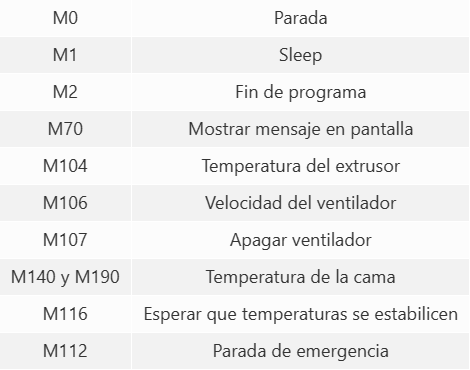 M0 Parada
M1 Sleep
M2 Fin de programa
M70 Mostrar mensaje en pantalla
M104 Temperatura del extrusor
M106 Velocidad del ventilador
M107 Apagar ventilador
M140 y M190 Temperatura de la cama
M116 Esperar que temperaturas se estabilicen
M112 Parada de emergencia